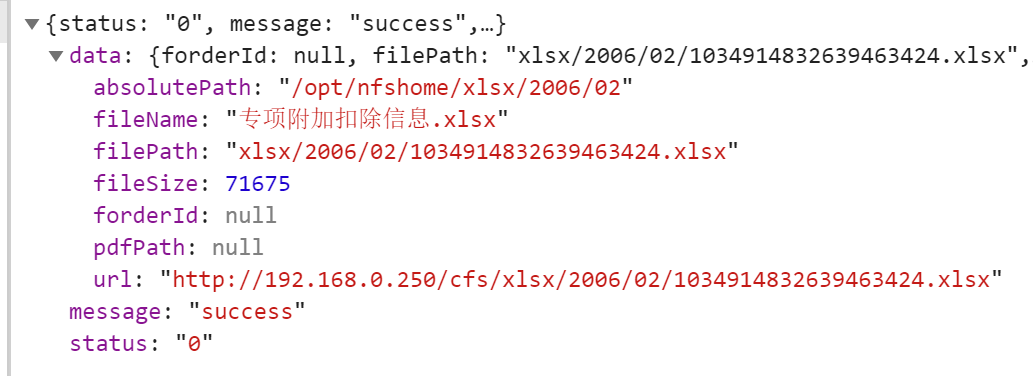 ▼{status: "0", message: "success",…}
▼data: {forderId: null, filePath: "xlsx/2006/02/1034914832639463424.xlsx",
absolutePath: "/opt/nfshome/xlsx/2006/02"
fileName: "专项附加扣除信息.xlsx"
filePath: "xlsx/2006/02/1034914832639463424.xlsx"
fileSize: 71675
forderId: null
pdfPath: null
url: "http://192.168.0.250/cfs/xlsx/2006/02/1034914832639463424.xlsx"
message: "success"
status: "0"